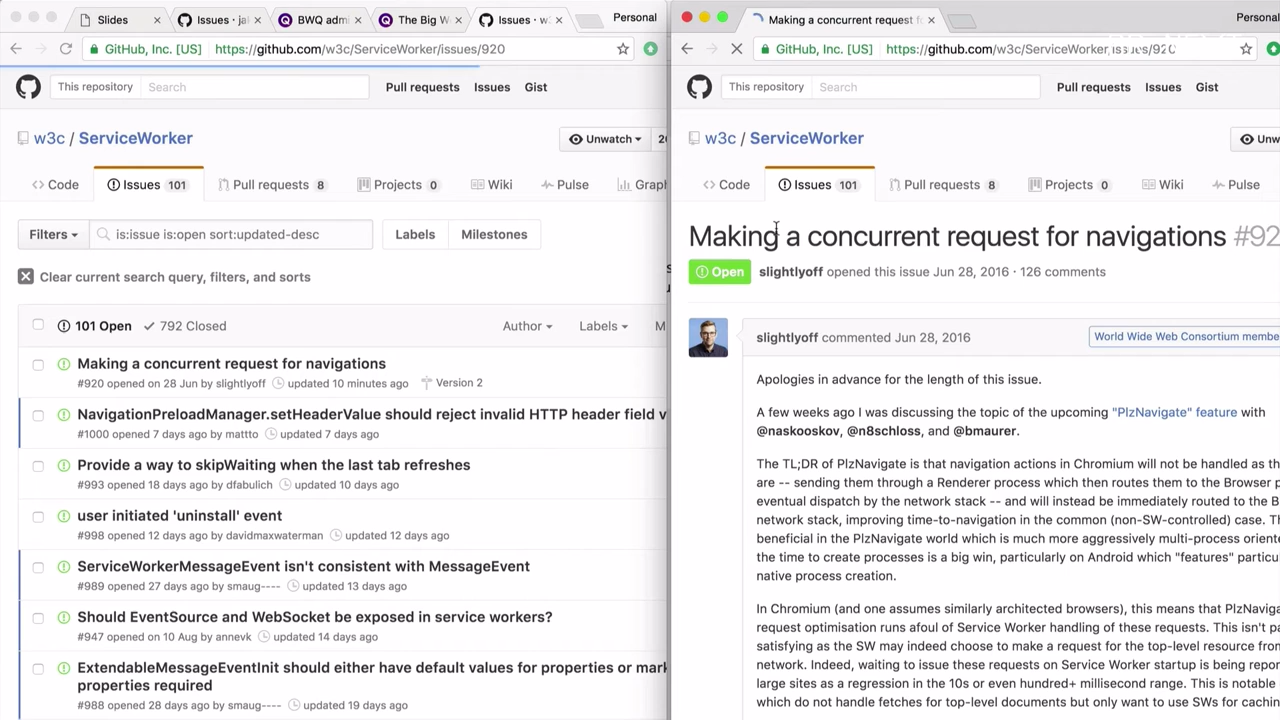 Slides
Issues · ja
BWQ admi
The Big W
Issues · w
Personal
GitHub, Inc. [US]
https://github.com/w3c/ServiceWorker/issues/920
This repository
Search
Pull requests
Issues
Gist
w3c / ServiceWorker
Unwatch
Code
Issues 101
Pull requests 8
Projects 0
Wiki
Pulse
Grap
Filters
is:issue is:open sort:updated-desc
Labels
Milestones
Clear current search query, filters, and sorts
101 Open
792 Closed
Author
Labels
M
Making a concurrent request for navigations
#920 opened on 28 Jun by slightlyoff updated 10 minutes ago Version 2
NavigationPreloadManager.setHeaderValue should reject invalid HTTP header field v
#1000 opened 7 days ago by mattto updated 7 days ago
Provide a way to skipWaiting when the last tab refreshes
#993 opened 18 days ago by dfabulich updated 10 days ago
user initiated 'uninstall' event
#998 opened 12 days ago by davidmaxwaterman updated 12 days ago
ServiceWorkerMessageEvent isn't consistent with MessageEvent
#989 opened 27 days ago by smaug---- updated 13 days ago
Should EventSource and WebSocket be exposed in service workers?
#947 opened on 10 Aug by annevk updated 14 days ago
ExtendableMessageEventInit should either have default values for properties or mark
properties required
#988 opened 28 days ago by smaug---- updated 19 days ago
Making a concurrent request f
Persona
GitHub, Inc. [US]
https://github.com/w3c/ServiceWorker/issues/920
This repository
Search
Pull requests
Issues
Gist
w3c / ServiceWorker
Unw
Code
Issues 101
Pull requests 8
Projects 0
Wiki
Pulse
Making a concurrent request for navigations #92
Open
slightlyoff opened this issue Jun 28, 2016 · 126 comments
slightlyoff commented Jun 28, 2016
World Wide Web Consortium membe
Apologies in advance for the length of this issue.
A few weeks ago I was discussing the topic of the upcoming "PlzNavigate" feature with
@naskooskov, @n8schloss, and @bmaurer.
The TL;DR of PlzNavigate is that navigation actions in Chromium will not be handled as th
are -- sending them through a Renderer process which then routes them to the Browser p
eventual dispatch by the network stack -- and will instead be immediately routed to the B
network stack, improving time-to-navigation in the common (non-SW-controlled) case. T
beneficial in the PlzNavigate world which is much more aggressively multi-process oriente
the time to create processes is a big win, particularly on Android which "features" particu
native process creation.
In Chromium (and one assumes similarly architected browsers), this means that PlzNaviga
request optimisation runs afoul of Service Worker handling of these requests. This isn't pa
satisfying as the SW may indeed choose to make a request for the top-level resource from
network. Indeed, waiting to issue these requests on Service Worker startup is being repor
large sites as a regression in the 10s or even hundred+ millisecond range. This is notable
which do not handle fetches for top-level documents but only want to use SWs for cachin